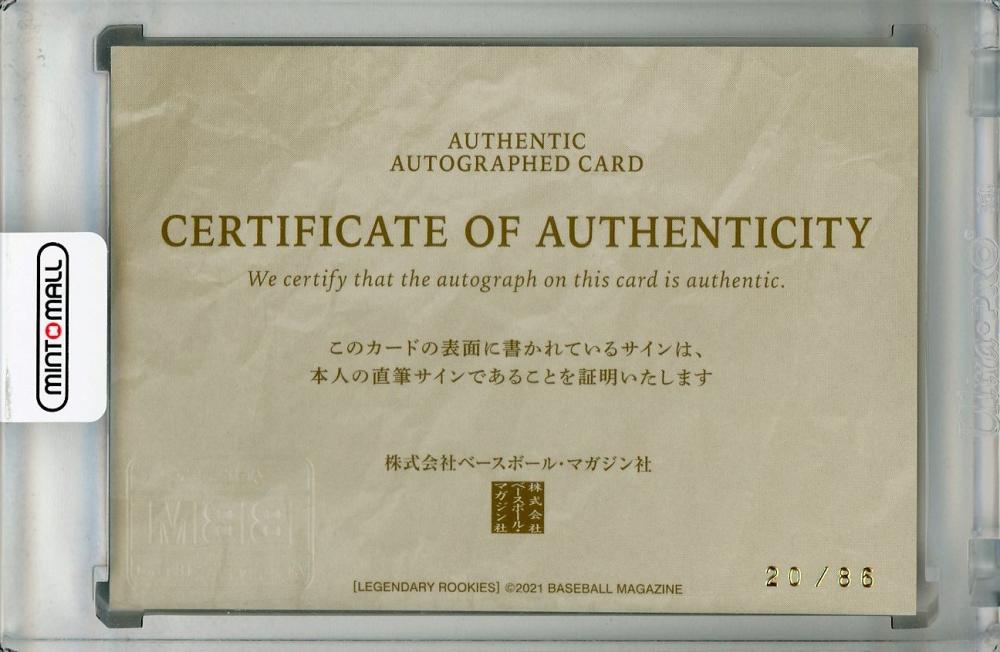 AUTHENTIC
AUTOGRAPHED CARD
CERTIFICATE OF AUTHENTICITY
We certify that the autograph on this card is authentic.
このカードの表面に書かれているサインは、
本人の直筆サインであることを証明いたします
株式会社ベースボール・マガジン社
株式会社
ベースボール・
マガジン社
[LEGENDARY ROOKIES] ©2021 BASEBALL MAGAZINE
20/86
MINTOMALL
BBM